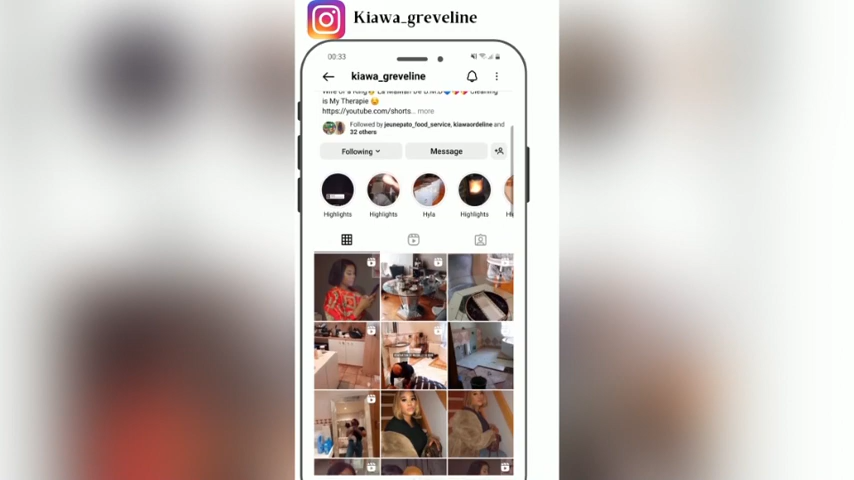 Kiawa_greveline
00:33
kiawa_greveline
is My Therapie
https://youtube.com/shorts... more
Followed by jeunepato_food_service, kiawaordeline and
32 others
Following
Message
Highlights
Highlights
Hyla
Highlights